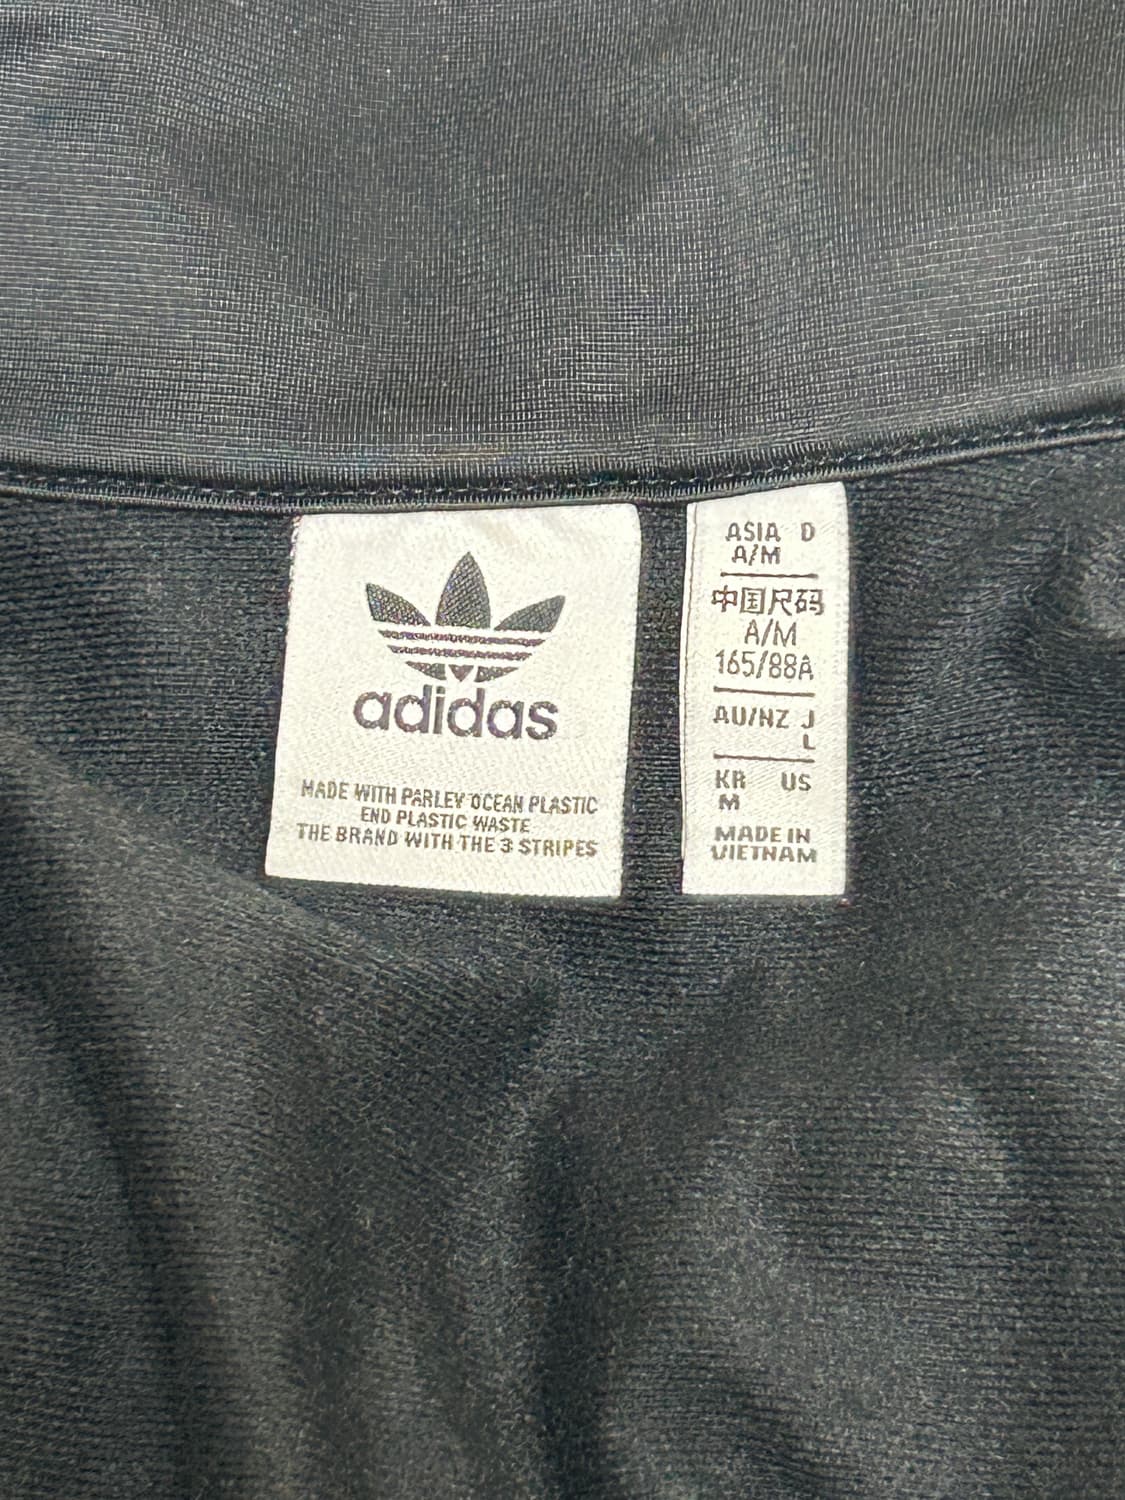 adidas
MADE WITH PARLEY OCEAN PLASTIC
END PLASTIC WASTE
THE BRAND WITH THE 3 STRIPES
ASIA D
A/M
中国尺码
A/M
165/88A
AU/NZ J
L
KR US
M
MADE IN
VIETNAM